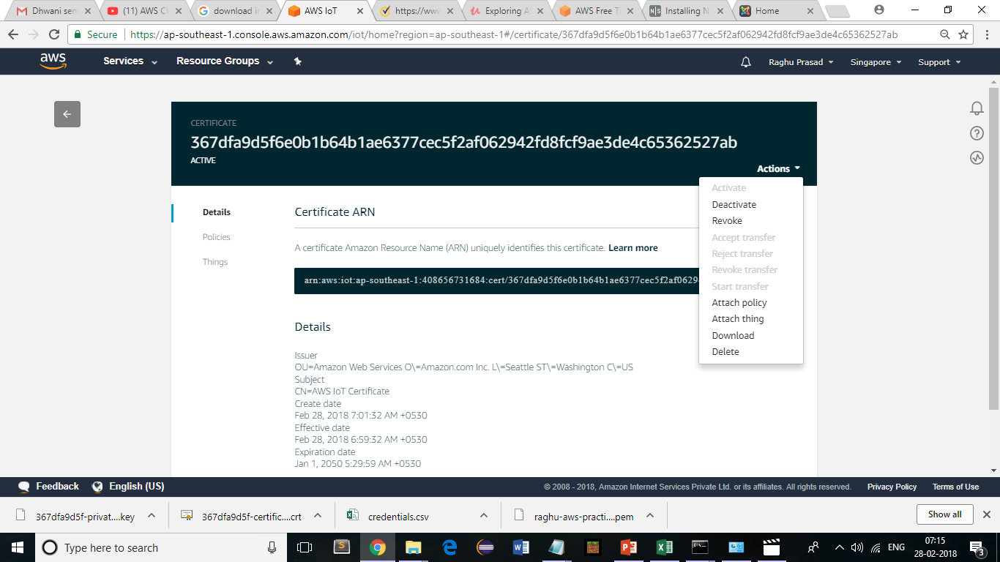 Dhwani sen
(11) AWS Cl
download in
AWS IoT
https://www
Exploring A
AWS Free T
Installing N
Home
Secure https://ap-southeast-1.console.aws.amazon.com/iot/home?region=ap-southeast-1#/certificate/367dfa9d5f6e0b1b64b1ae6377cec5f2af062942fd8fcf9ae3de4c65362527ab
aws Services Resource Groups Raghu Prasad Singapore Support
CERTIFICATE
367dfa9d5f6e0b1b64b1ae6377cec5f2af062942fd8fcf9ae3de4c65362527ab
ACTIVE
Actions
Activate
Deactivate
Revoke
Accept transfer
Reject transfer
Revoke transfer
Start transfer
Attach policy
Attach thing
Download
Delete
Details
Policies
Things
Certificate ARN
A certificate Amazon Resource Name (ARN) uniquely identifies this certificate. Learn more
arn:aws:iot:ap-southeast-1:408656731684:cert/367dfa9d5f6e0b1b64b1ae6377cec5f2af0629
Details
Issuer
OU=Amazon Web Services O\=Amazon.com Inc. L\=Seattle ST\=Washington C\=US
Subject
CN=AWS IoT Certificate
Create date
Feb 28, 2018 7:01:32 AM +0530
Effective date
Feb 28, 2018 6:59:32 AM +0530
Expiration date
Jan 1, 2050 5:29:59 AM +0530
Feedback English (US) © 2008 - 2018, Amazon Internet Services Private Ltd. or its affiliates. All rights reserved. Privacy Policy Terms of Use
367dfa9d5f-privat....key 367dfa9d5f-certific....crt credentials.csv raghu-aws-practi....pem Show all
Type here to search
ENG
07:15
28-02-2018
3